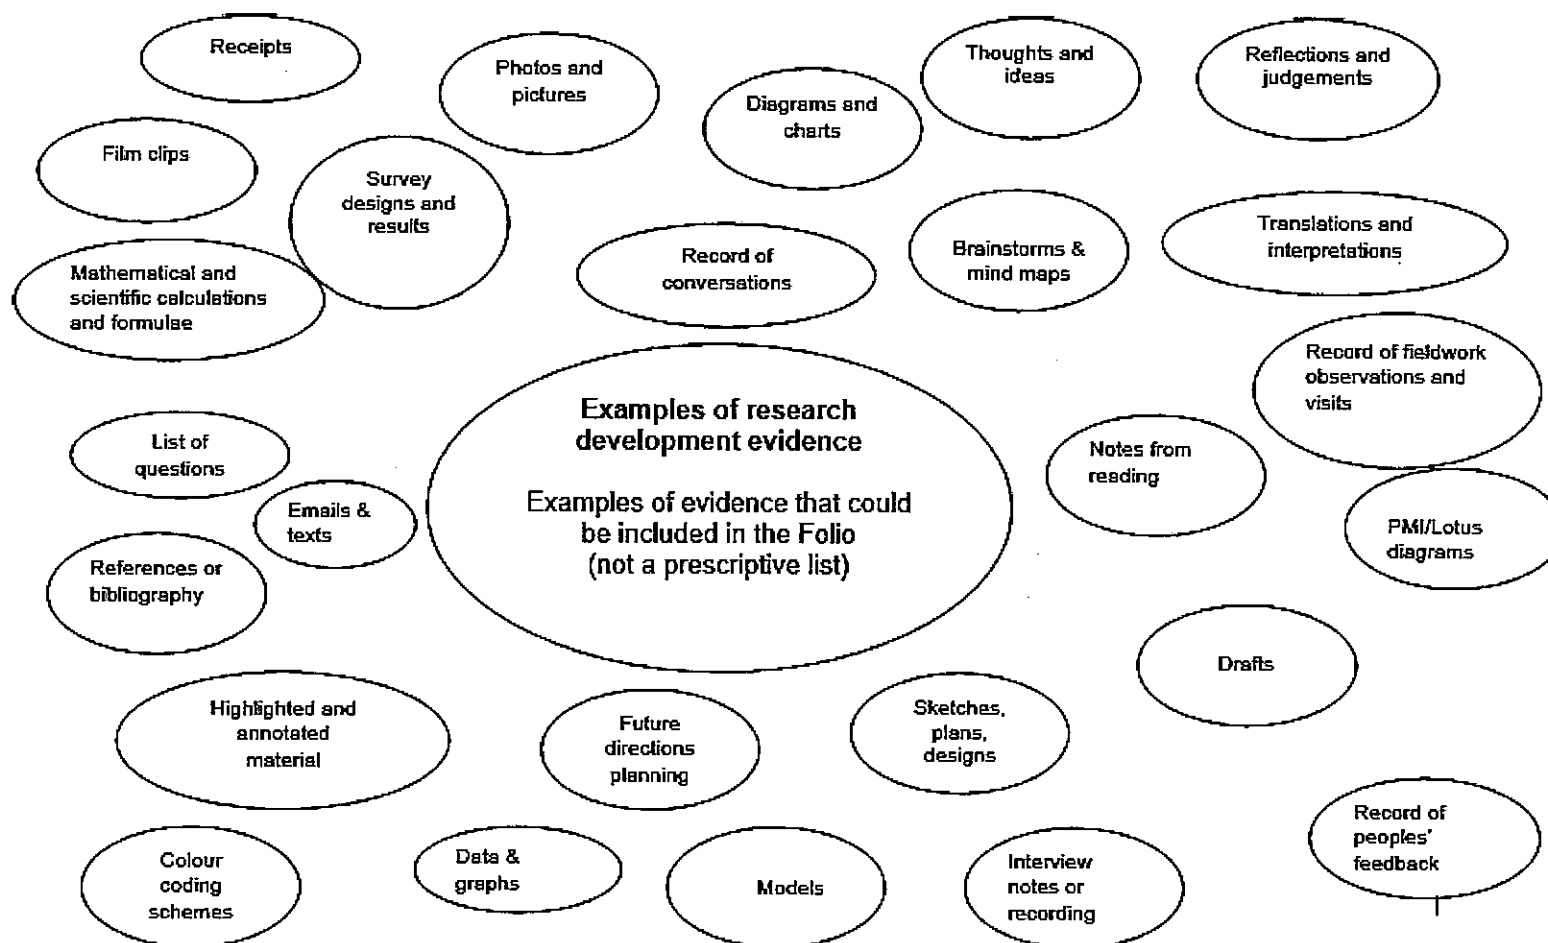 Receipts
Photos and
pictures
Diagrams and
charts
Thoughts and
ideas
Reflections and
judgements
Film clips
Survey
designs and
results
Record of
conversations
Brainstorms &
mind maps
Translations and
interpretations
Mathematical and
scientific calculations
and formulae
Record of fieldwork
observations and
visits
Examples of research
development evidence
Examples of evidence that could
be included in the Folio
(not a prescriptive list)
List of
questions
Emails &
texts
Notes from
reading
PMI/Lotus
diagrams
References or
bibliography
Drafts
Highlighted and
annotated
material
Future
directions
planning
Sketches,
plans,
designs
Record of
peoples'
feedback
Colour
coding
schemes
Data &
graphs
Models
Interview
notes or
recording